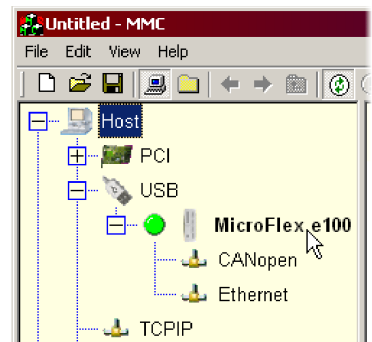 Untitled - MMC
File Edit View Help
Host
PCI
USB
MicroFlex e100
CANopen
Ethernet
TCPIP